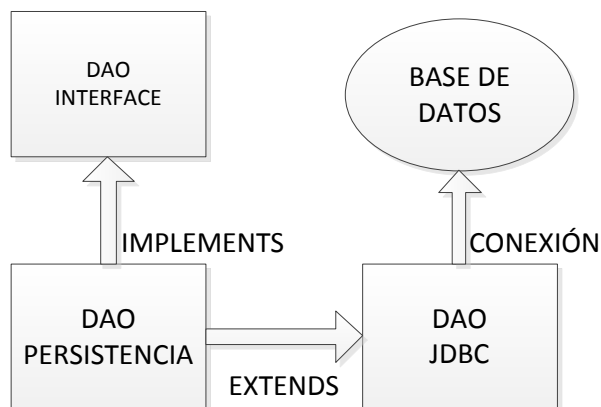 DAO
INTERFACE
BASE DE
DATOS
IMPLEMENTS
CONEXIÓN
DAO
PERSISTENCIA
DAO
JDBC
EXTENDS